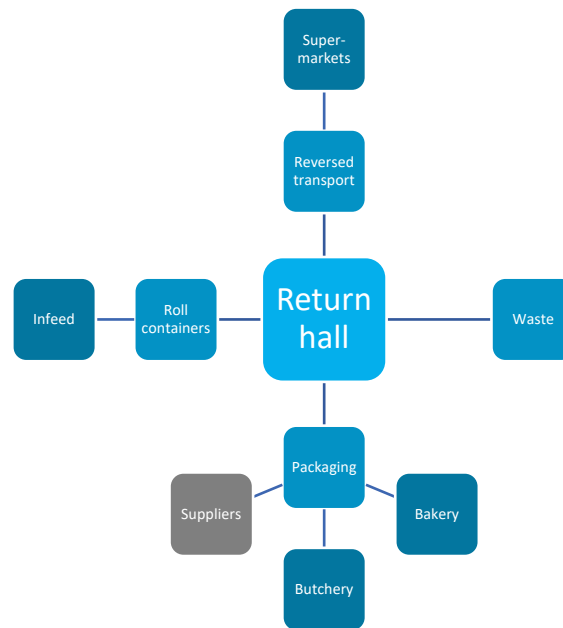 Super-
markets
Reversed
transport
Return
hall
Infeed
Roll
containers
Waste
Packaging
Suppliers
Bakery
Butchery